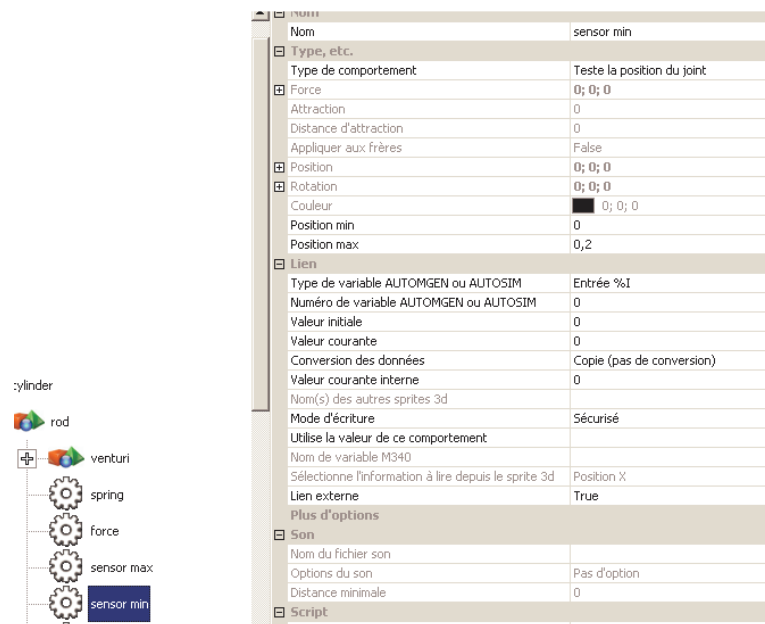 Nom
Nom sensor min
Type, etc.
Type de comportement Teste la position du joint
Force 0; 0; 0
Attraction 0
Distance d'attraction 0
Appliquer aux frères False
Position 0; 0; 0
Rotation 0; 0; 0
Couleur 0; 0; 0
Position min 0
Position max 0,2
Lien
Type de variable AUTOMGEN ou AUTOSIM Entrée %I
Numéro de variable AUTOMGEN ou AUTOSIM 0
Valeur initiale 0
Valeur courante 0
Conversion des données Copie (pas de conversion)
Valeur courante interne 0
Nom(s) des autres sprites 3d
Mode d'écriture Sécurisé
Utilise la valeur de ce comportement
Nom de variable M340
Sélectionne l'information à lire depuis le sprite 3d Position X
Lien externe True
Plus d'options
Son
Nom du fichier son
Options du son Pas d'option
Distance minimale 0
Script
cylinder
rod
venturi
spring
force
sensor max
sensor min